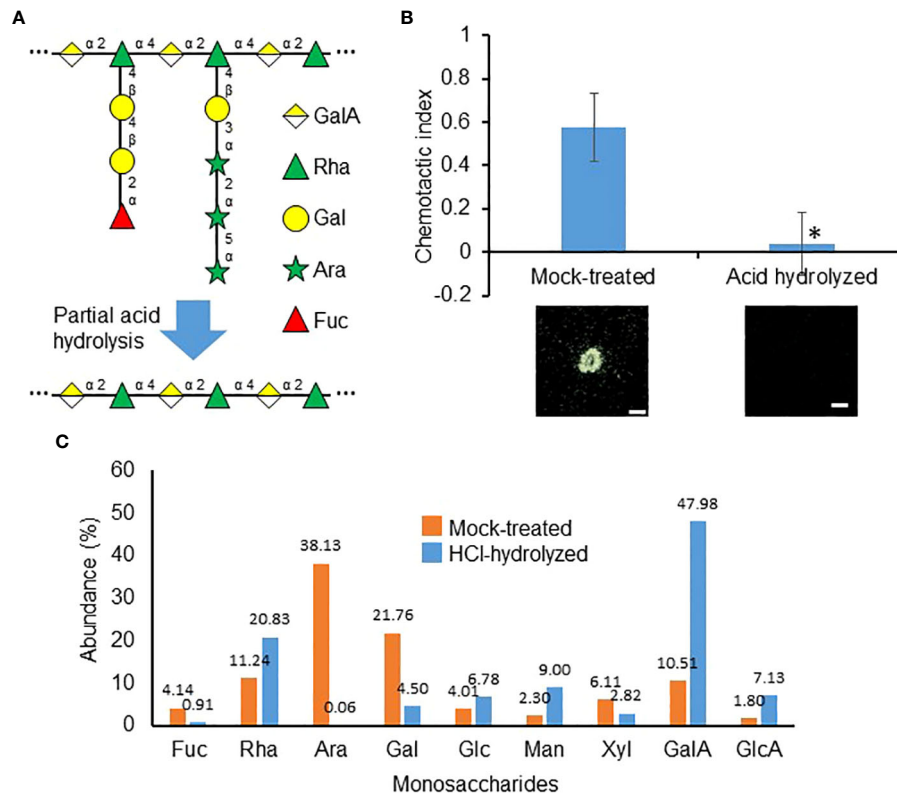 A
··· α 2 α 4 α 2 α 4 α 2 ···
4 β 4 β 2 α
4 β 3 α 2 α 5 α
GalA
Rha
Gal
Ara
Fuc
Partial acid
hydrolysis
··· α 2 α 4 α 2 α 4 α 2 ···
B
Chemotactic index
1
0.8
0.6
0.4
0.2
0
-0.2
*
Mock-treated Acid hydrolyzed
C
Abundance (%)
60
50
40
30
20
10
0
Mock-treated
HCl-hydrolyzed
4.14 0.91 11.24 20.83 38.13 0.06 21.76 4.50 4.01 6.78 2.30 9.00 6.11 2.82 10.51 47.98 1.80 7.13
Fuc Rha Ara Gal Glc Man Xyl GalA GlcA
Monosaccharides